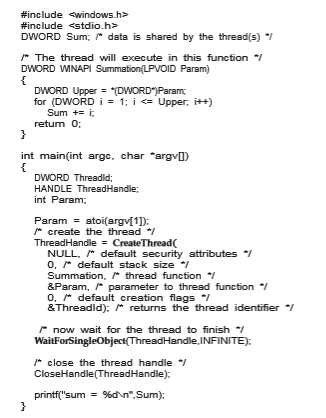 #include <windows.h>
#include <stdio.h>
DWORD Sum; /* data is shared by the thread(s) */
/* The thread will execute in this function */
DWORD WINAPI Summation(LPVOID Param)
{
DWORD Upper = *(DWORD*)Param;
for (DWORD i = 1; i <= Upper; i++)
Sum += i;
return 0;
}
int main(int argc, char *argv[])
{
DWORD ThreadId;
HANDLE ThreadHandle;
int Param;
Param = atoi(argv[1]);
/* create the thread */
ThreadHandle = CreateThread(
NULL, /* default security attributes */
0, /* default stack size */
Summation, /* thread function */
&Param, /* parameter to thread function */
0, /* default creation flags */
&ThreadId); /* returns the thread identifier */
/* now wait for the thread to finish */
WaitForSingleObject(ThreadHandle,INFINITE);
/* close the thread handle */
CloseHandle(ThreadHandle);
printf("sum = %d\n",Sum);
}